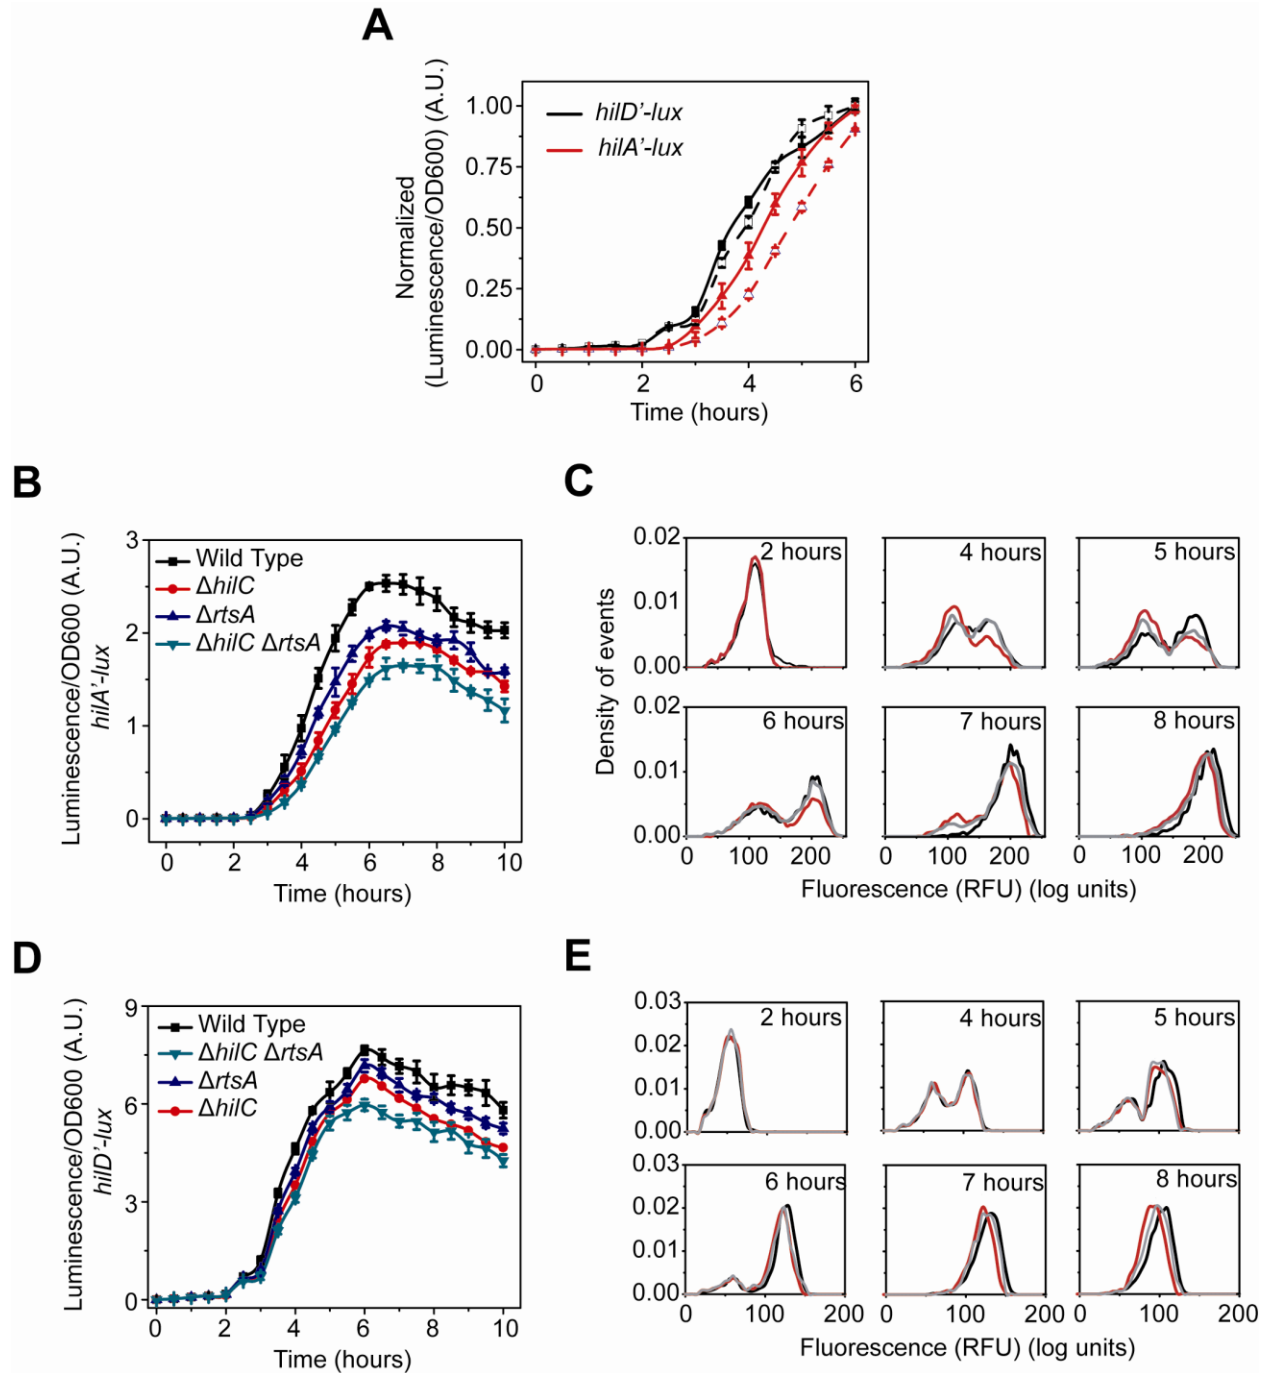 A
Normalized
(Luminescence/OD600) (A.U.)
1.00
0.75
0.50
0.25
0.00
hilD'-lux
hilA'-lux
0 2 4 6
Time (hours)
B
Luminescence/OD600 (A.U.)
hilA'-lux
3
2
1
0
Wild Type
ΔhilC
ΔrtsA
ΔhilC ΔrtsA
0 2 4 6 8 10
Time (hours)
C
Density of events
0.02
0.01
0.00
2 hours
4 hours
5 hours
0.02
0.01
0.00
6 hours
7 hours
8 hours
0 100 200
0 100 200
0 100 200
Fluorescence (RFU) (log units)
D
Luminescence/OD600 (A.U.)
hilD'-lux
9
6
3
0
Wild Type
ΔhilC ΔrtsA
ΔrtsA
ΔhilC
0 2 4 6 8 10
Time (hours)
E
0.03
0.02
0.01
0.00
2 hours
4 hours
5 hours
0.03
0.02
0.01
0.00
6 hours
7 hours
8 hours
0 100 200
0 100 200
0 100 200
Fluorescence (RFU) (log units)